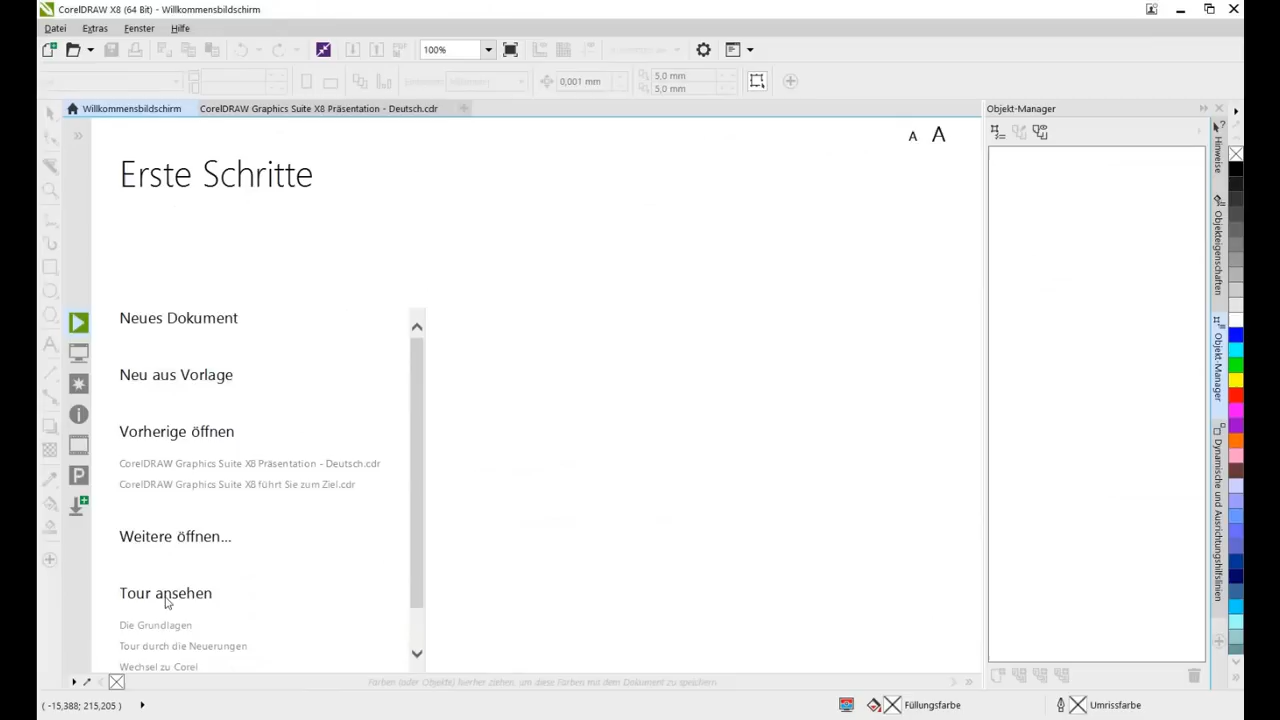 CorelDRAW X8 (64 Bit) - Willkommensbildschirm
Datei Extras Fenster Hilfe
100%
0,001 mm
5,0 mm
5,0 mm
Willkommensbildschirm
CorelDRAW Graphics Suite X8 Präsentation - Deutsch.cdr
Objekt-Manager
A A
Erste Schritte
Neues Dokument
Neu aus Vorlage
Vorherige öffnen
CorelDRAW Graphics Suite X8 Präsentation - Deutsch.cdr
CorelDRAW Graphics Suite X8 führt Sie zum Ziel.cdr
Weitere öffnen...
Tour ansehen
Die Grundlagen
Tour durch die Neuerungen
Wechsel zu Corel
Hinweise
Objekteigenschaften
Objekt-Manager
Dynamische und Ausrichtungshilfslinien
Farben (oder Objekte) hierher ziehen, um diese Farben mit dem Dokument zu speichern
( -15,388; 215,205 )
Füllungsfarbe
Umrissfarbe